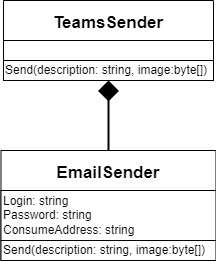 TeamsSender
Send(description: string, image:byte[])
EmailSender
Login: string
Password: string
ConsumeAddress: string
Send(description: string, image:byte[])